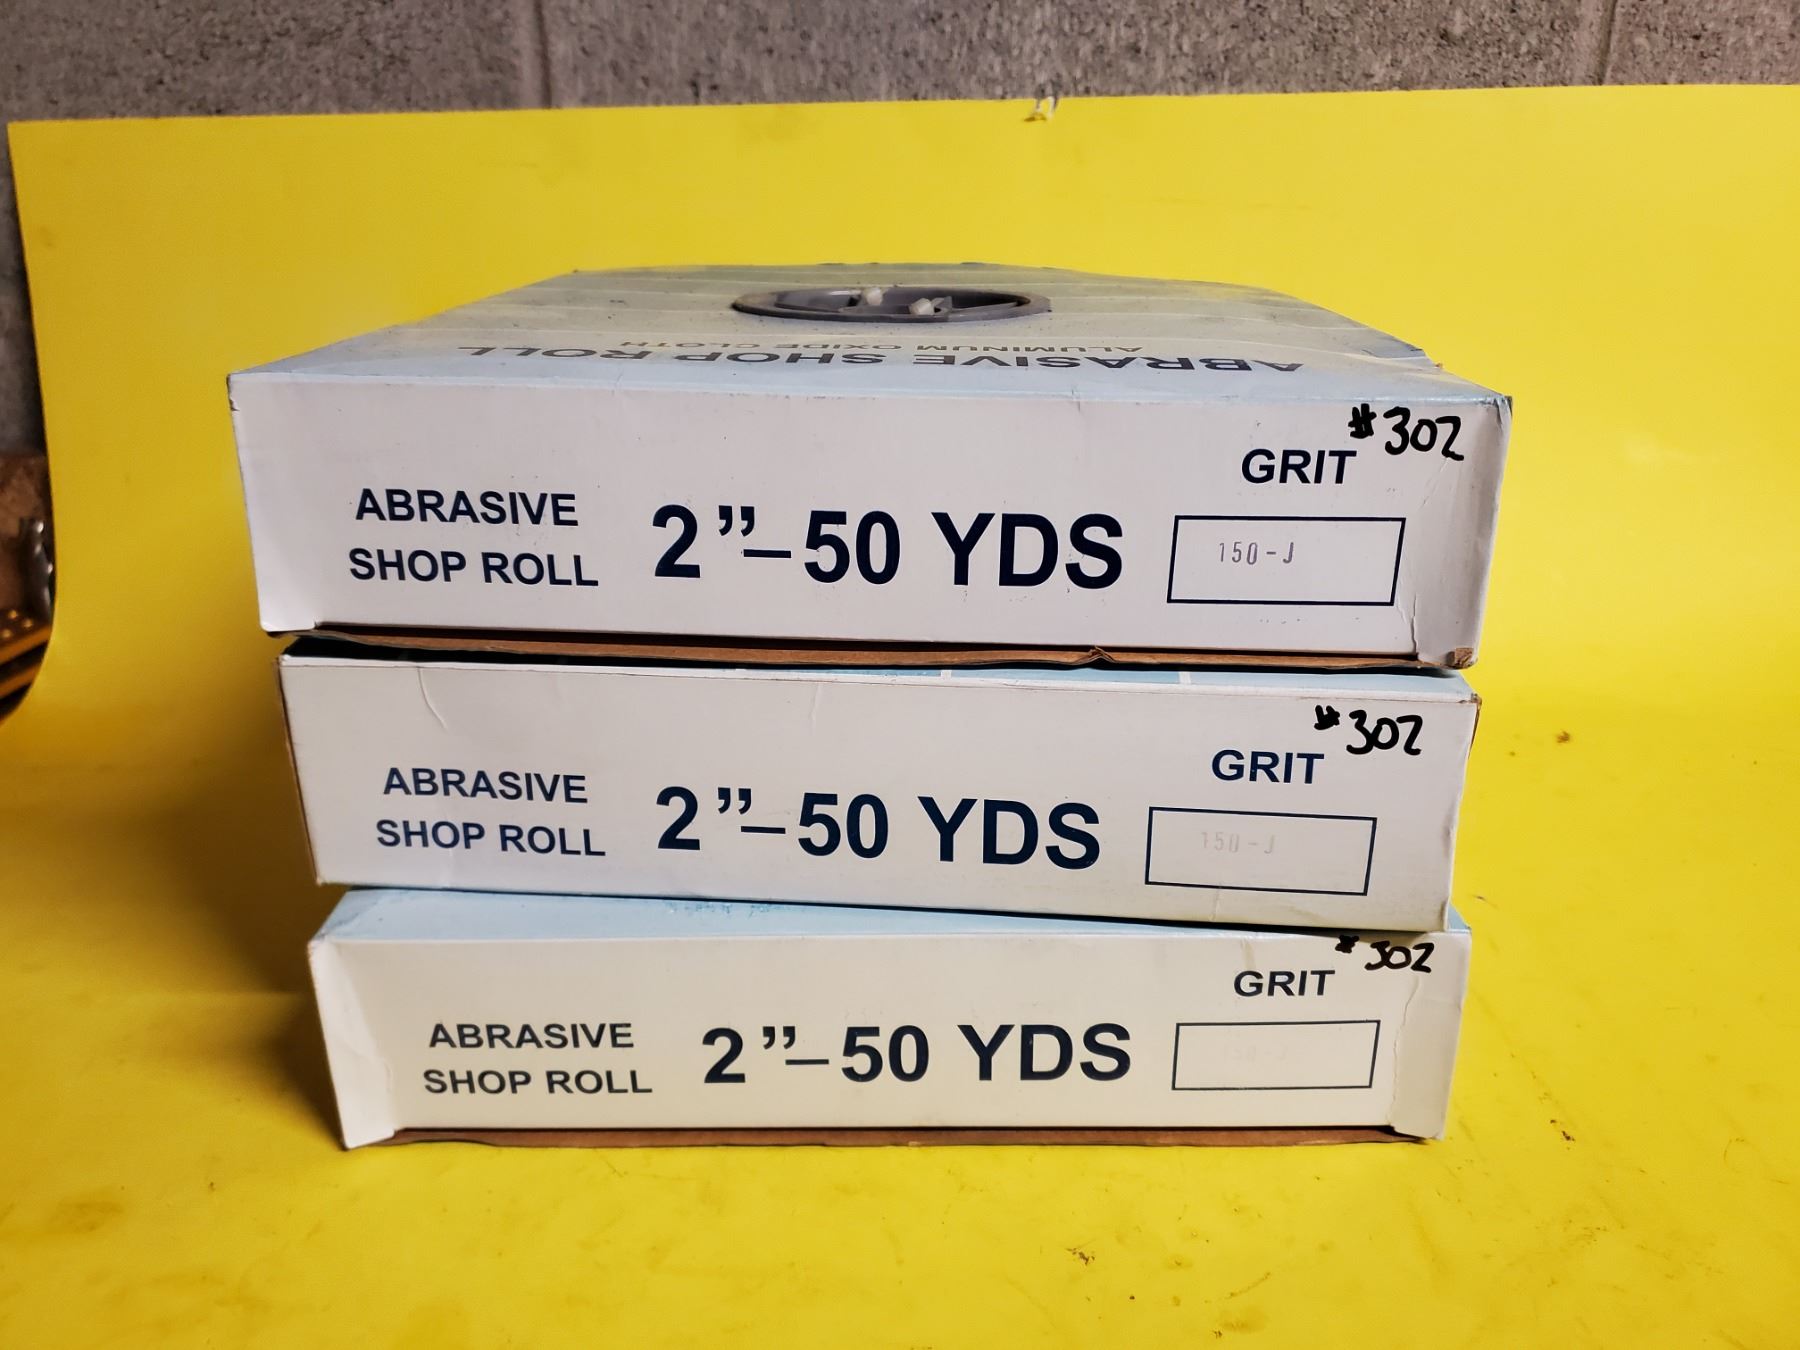 ABRASIVE SHOP ROLL
ALUMINUM OXIDE CLOTH
#302
GRIT
ABRASIVE
SHOP ROLL
2"–50 YDS
150-J
#302
GRIT
ABRASIVE
SHOP ROLL
2"–50 YDS
150-J
#302
GRIT
ABRASIVE
SHOP ROLL
2"–50 YDS
150-J